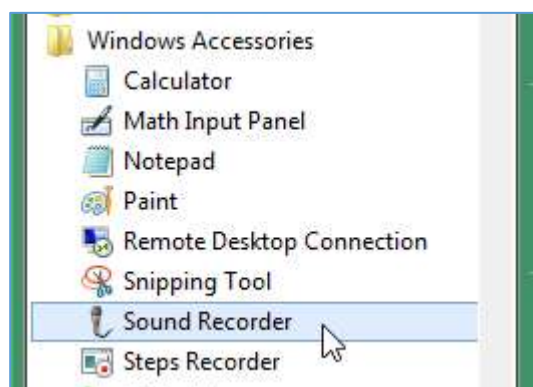 Windows Accessories
Calculator
Math Input Panel
Notepad
Paint
Remote Desktop Connection
Snipping Tool
Sound Recorder
Steps Recorder